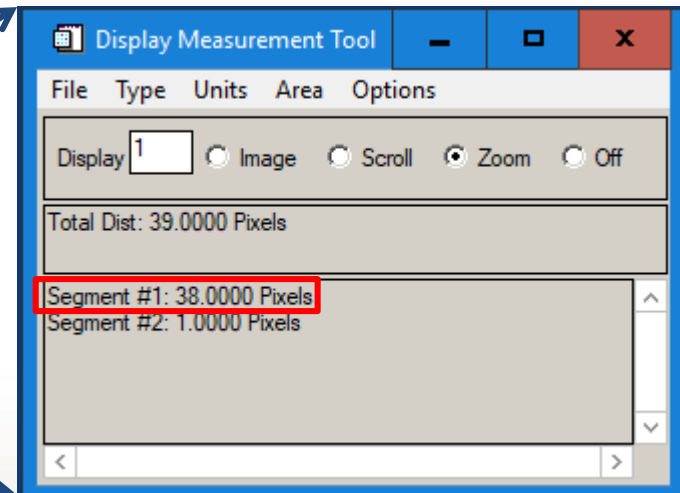 Display Measurement Tool
File Type Units Area Options
Display 1 Image Scroll Zoom Off
Total Dist: 39.0000 Pixels
Segment #1: 38.0000 Pixels
Segment #2: 1.0000 Pixels